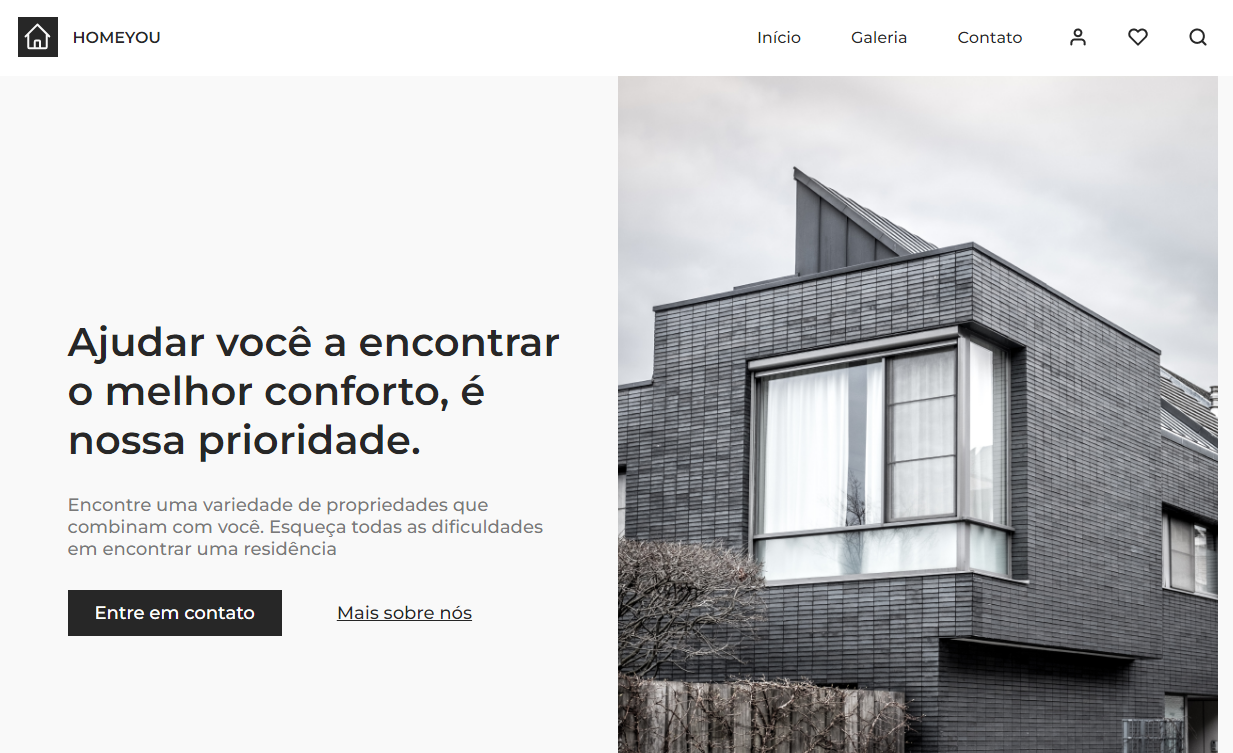 HOMEYOU
Início
Galeria
Contato
Ajudar você a encontrar
o melhor conforto, é
nossa prioridade.
Encontre uma variedade de propriedades que
combinam com você. Esqueça todas as dificuldades
em encontrar uma residência
Entre em contato
Mais sobre nós